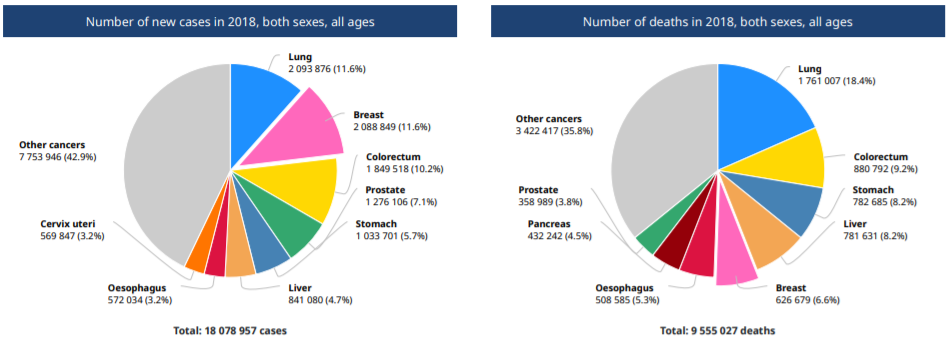 Number of new cases in 2018, both sexes, all ages
Lung
2 093 876 (11.6%)
Breast
2 088 849 (11.6%)
Colorectum
1 849 518 (10.2%)
Prostate
1 276 106 (7.1%)
Stomach
1 033 701 (5.7%)
Liver
841 080 (4.7%)
Oesophagus
572 034 (3.2%)
Cervix uteri
569 847 (3.2%)
Other cancers
7 753 946 (42.9%)
Total: 18 078 957 cases
Number of deaths in 2018, both sexes, all ages
Lung
1 761 007 (18.4%)
Colorectum
880 792 (9.2%)
Stomach
782 685 (8.2%)
Liver
781 631 (8.2%)
Breast
626 679 (6.6%)
Oesophagus
508 585 (5.3%)
Pancreas
432 242 (4.5%)
Prostate
358 989 (3.8%)
Other cancers
3 422 417 (35.8%)
Total: 9 555 027 deaths